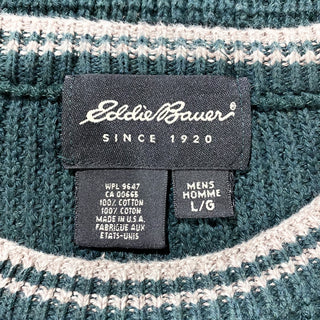 Eddie Bauer®
SINCE 1920
WPL 9647
CA 00665
100% COTTON
100% COTON
MADE IN U.S.A.
FABRIQUE AUX
ETATS-UNIS
MENS
HOMME
L/G